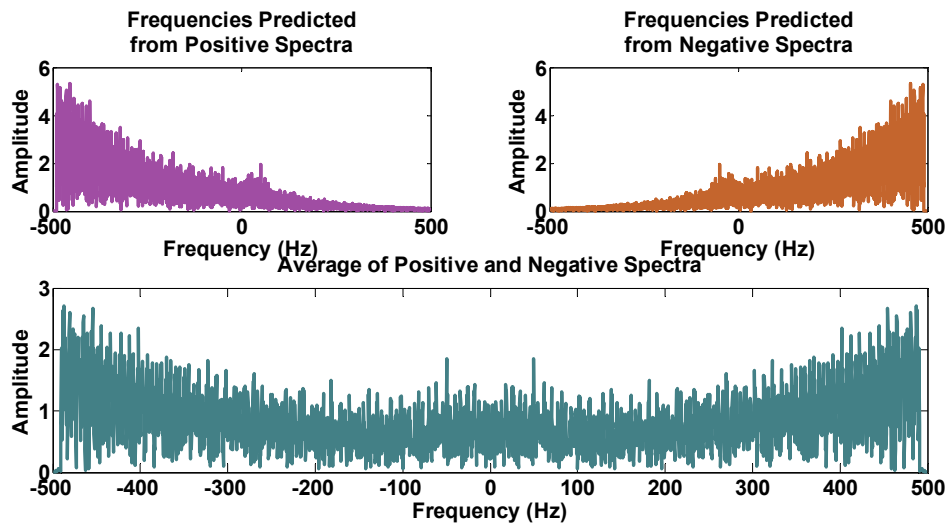 Frequencies Predicted
from Positive Spectra
6
4
2
0
Amplitude
-500
0
500
Frequency (Hz)
Frequencies Predicted
from Negative Spectra
6
4
2
0
Amplitude
-500
0
500
Frequency (Hz)
Average of Positive and Negative Spectra
3
2
1
0
Amplitude
-500 -400 -300 -200 -100 0 100 200 300 400 500
Frequency (Hz)